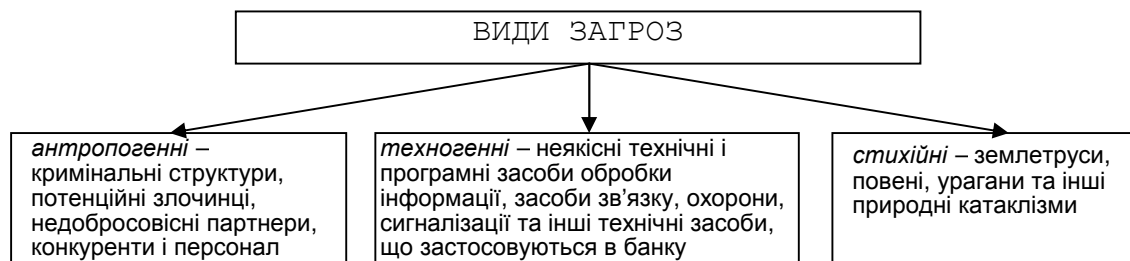 ВИДИ ЗАГРОЗ
антропогенні –
кримінальні структури,
потенційні злочинці,
недобросовісні партнери,
конкуренти і персонал
техногенні – неякісні технічні і
програмні засоби обробки
інформації, засоби зв’язку, охорони,
сигналізації та інші технічні засоби,
що застосовуються в банку
стихійні – землетруси,
повені, урагани та інші
природні катаклізми